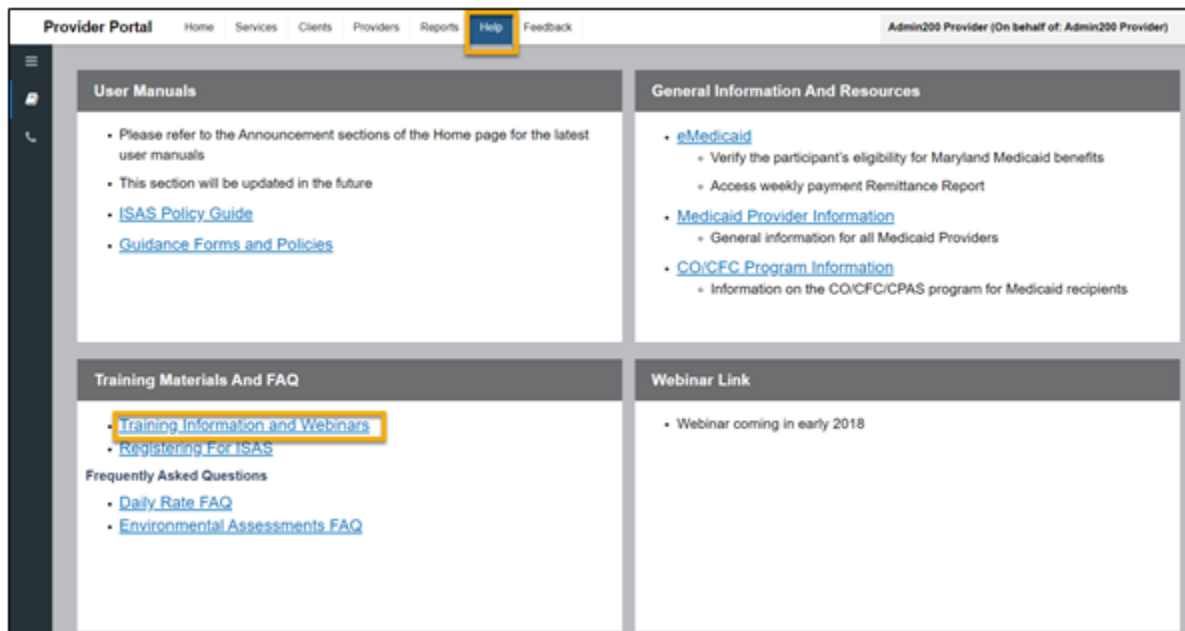 Provider Portal Home Services Clients Providers Reports Help Feedback Admin200 Provider (On behalf of: Admin200 Provider)
User Manuals
Please refer to the Announcement sections of the Home page for the latest
user manuals
This section will be updated in the future
ISAS Policy Guide
Guidance Forms and Policies
General Information And Resources
eMedicaid
Verify the participant's eligibility for Maryland Medicaid benefits
Access weekly payment Remittance Report
Medicaid Provider Information
General information for all Medicaid Providers
CO/CFC Program Information
Information on the CO/CFC/CPAS program for Medicaid recipients
Training Materials And FAQ
Training Information and Webinars
Registering For ISAS
Frequently Asked Questions
Daily Rate FAQ
Environmental Assessments FAQ
Webinar Link
Webinar coming in early 2018